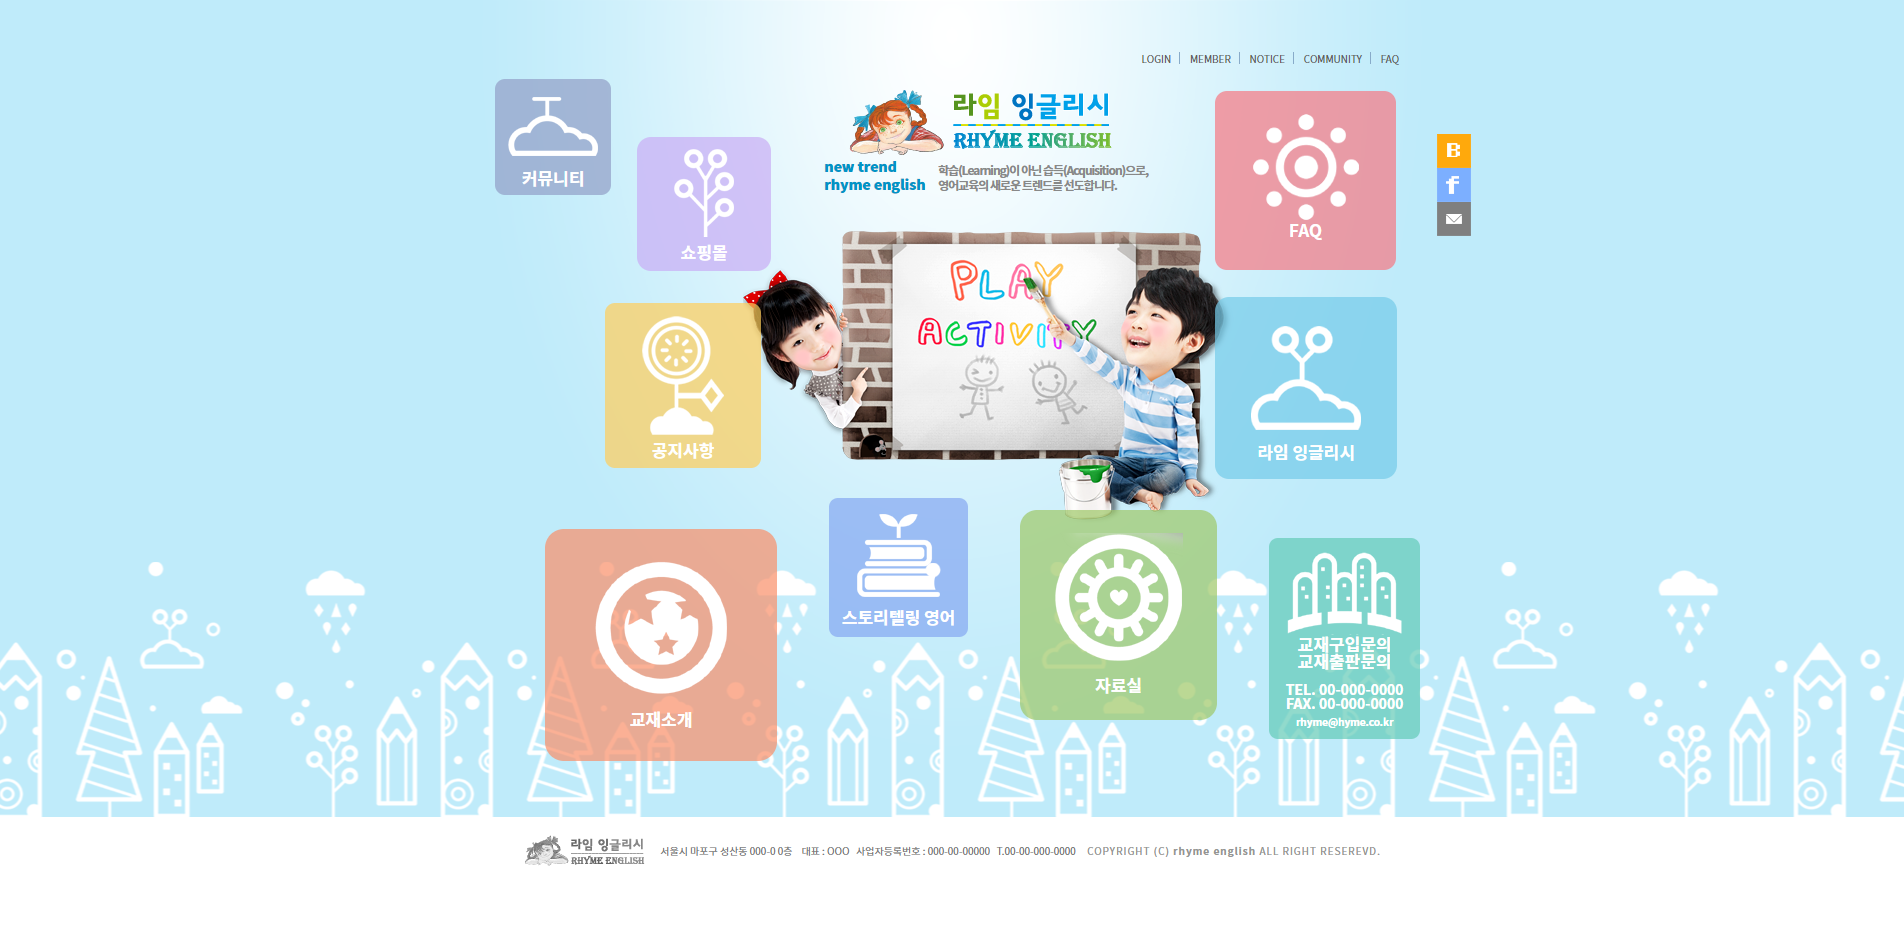 LOGIN MEMBER NOTICE COMMUNITY FAQ
커뮤니티
쇼핑몰
라임 잉글리시
RHYME ENGLISH
new trend
rhyme english
학습(Learning)이 아닌 습득(Acquisition)으로,
영어교육의 새로운 트렌드를 선도합니다.
FAQ
B
f
PLAY
ACTIVITY
공지사항
라임 잉글리시
교재소개
스토리텔링 영어
자료실
교재구입문의
교재출판문의
TEL. 00-000-0000
FAX. 00-000-0000
rhyme@hyme.co.kr
라임 잉글리시
RHYME ENGLISH
서울시 마포구 성산동 000-0 0층 대표 : OOO 사업자등록번호 : 000-00-00000 T.00-00-000-0000 COPYRIGHT (C) rhyme english ALL RIGHT RESEREVD.